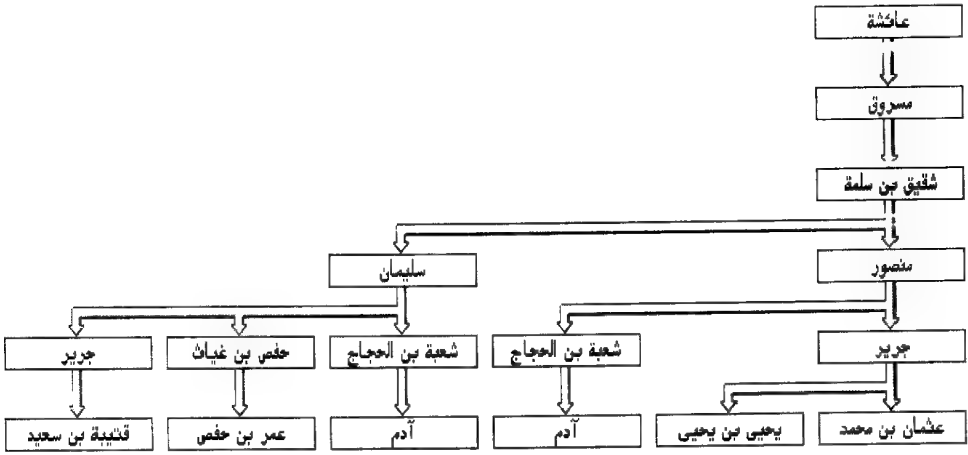 عائشة
مسروق
شقيق بن سلمة
منصور
سليمان
جرير
شعبة بن الحجاج
شعبة بن الحجاج
حفص بن غياث
جرير
عثمان بن محمد
يحيى بن يحيى
آدم
آدم
عمر بن حفص
قتيبة بن سعيد